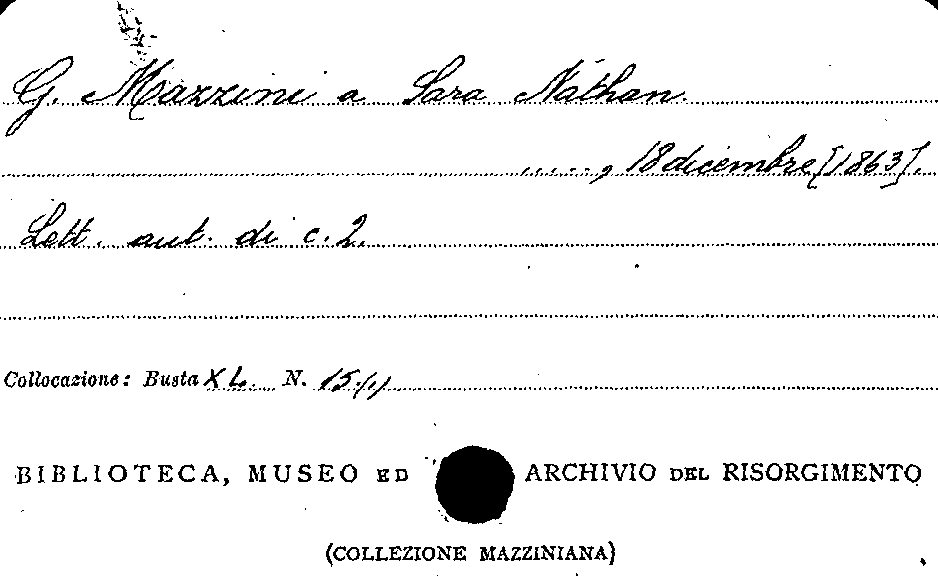 G. Mazzini a Sara Nathan.
......, 18 dicembre [1863].
Lett. aut. di c. 2.
Collocazione: Busta XL. N. 15/1)
BIBLIOTECA, MUSEO ED ARCHIVIO DEL RISORGIMENTO
(COLLEZIONE MAZZINIANA)